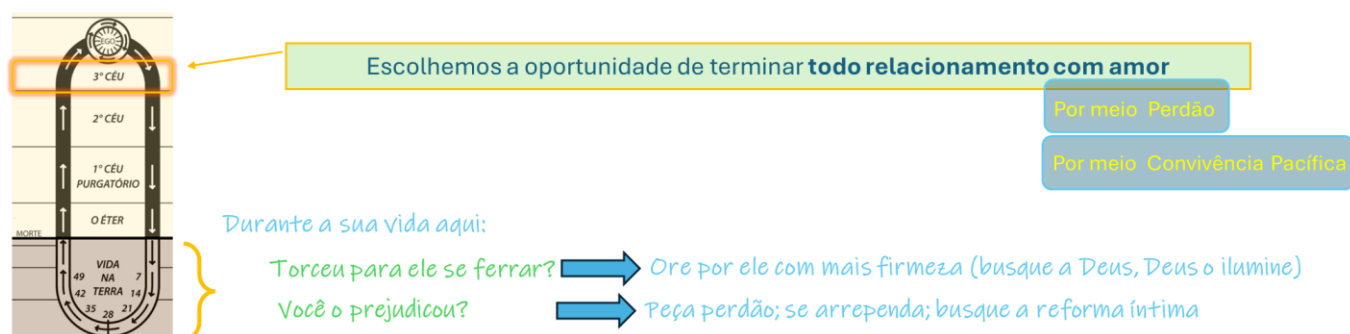 EGO
3º CÉU
2º CÉU
1º CÉU
PURGATÓRIO
O ÉTER
MORTE
VIDA
NA
TERRA
49
7
42
14
35
21
28
Escolhemos a oportunidade de terminar todo relacionamento com amor
Por meio Perdão
Por meio Convivência Pacífica
Durante a sua vida aqui:
Torceu para ele se ferrar?
Ore por ele com mais firmeza (busque a Deus, Deus o ilumine)
Você o prejudicou?
Peça perdão; se arrependa; busque a reforma íntima